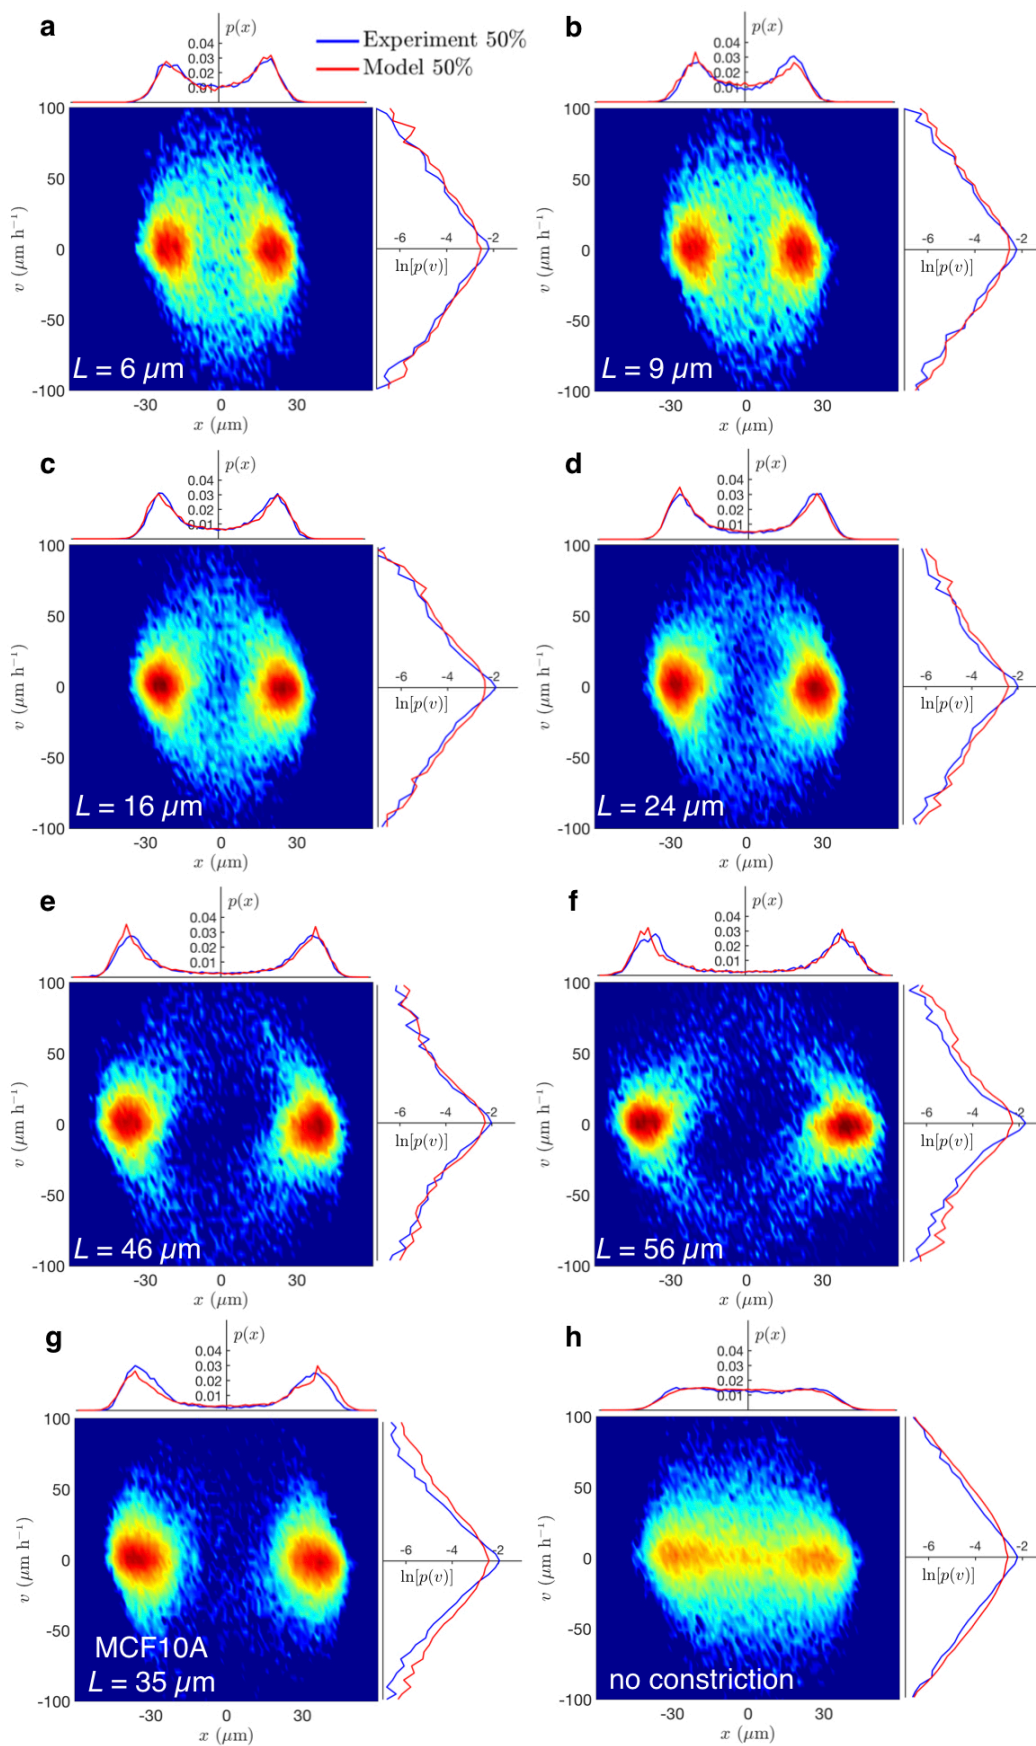 a
p(x)
0.04
0.03
0.02
0.01
Experiment 50%
Model 50%
100
50
0
-50
-100
v (μm h⁻¹)
-6 -4 -2
ln[p(v)]
L = 6 μm
-30 0 30
x (μm)
b
p(x)
0.04
0.03
0.02
0.01
100
50
0
-50
-100
v (μm h⁻¹)
-6 -4 -2
ln[p(v)]
L = 9 μm
-30 0 30
x (μm)
c
p(x)
0.04
0.03
0.02
0.01
100
50
0
-50
-100
v (μm h⁻¹)
-6 -4 -2
ln[p(v)]
L = 16 μm
-30 0 30
x (μm)
d
p(x)
0.04
0.03
0.02
0.01
100
50
0
-50
-100
v (μm h⁻¹)
-6 -4 -2
ln[p(v)]
L = 24 μm
-30 0 30
x (μm)
e
p(x)
0.04
0.03
0.02
0.01
100
50
0
-50
-100
v (μm h⁻¹)
-6 -4 -2
ln[p(v)]
L = 46 μm
-30 0 30
x (μm)
f
p(x)
0.04
0.03
0.02
0.01
100
50
0
-50
-100
v (μm h⁻¹)
-6 -4 -2
ln[p(v)]
L = 56 μm
-30 0 30
x (μm)
g
p(x)
0.04
0.03
0.02
0.01
100
50
0
-50
-100
v (μm h⁻¹)
-6 -4 -2
ln[p(v)]
MCF10A
L = 35 μm
-30 0 30
x (μm)
h
p(x)
0.04
0.03
0.02
0.01
100
50
0
-50
-100
v (μm h⁻¹)
-6 -4 -2
ln[p(v)]
no constriction
-30 0 30
x (μm)